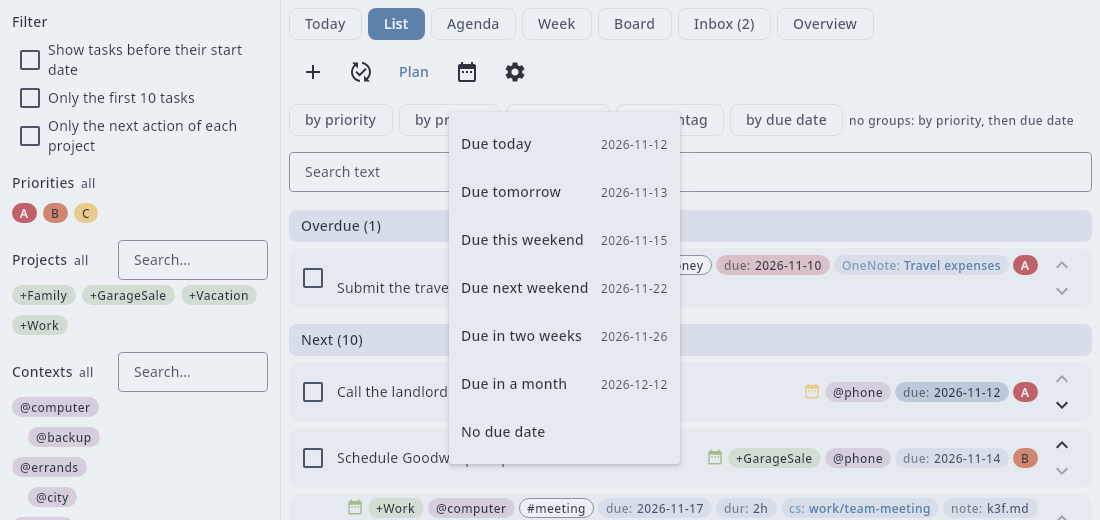 Filter
Show tasks before their start
date
Only the first 10 tasks
Only the next action of each
project
Priorities all
A B C
Projects all Search...
+Family +GarageSale +Vacation
+Work
Contexts all Search...
@computer
@backup
@errands
@city
Today List Agenda Week Board Inbox (2) Overview
Plan
by priority by due date no groups: by priority, then due date
Search text
Overdue (1)
Submit the due: 2026-11-10 OneNote: Travel expenses A
Next (10)
Call the landlord @phone due: 2026-11-12 A
Schedule +GarageSale @phone due: 2026-11-14 B
+Work @computer #meeting due: 2026-11-17 dur: 2h cs: work/team-meeting note: k3f.md
Due today 2026-11-12
Due tomorrow 2026-11-13
Due this weekend 2026-11-15
Due next weekend 2026-11-22
Due in two weeks 2026-11-26
Due in a month 2026-12-12
No due date